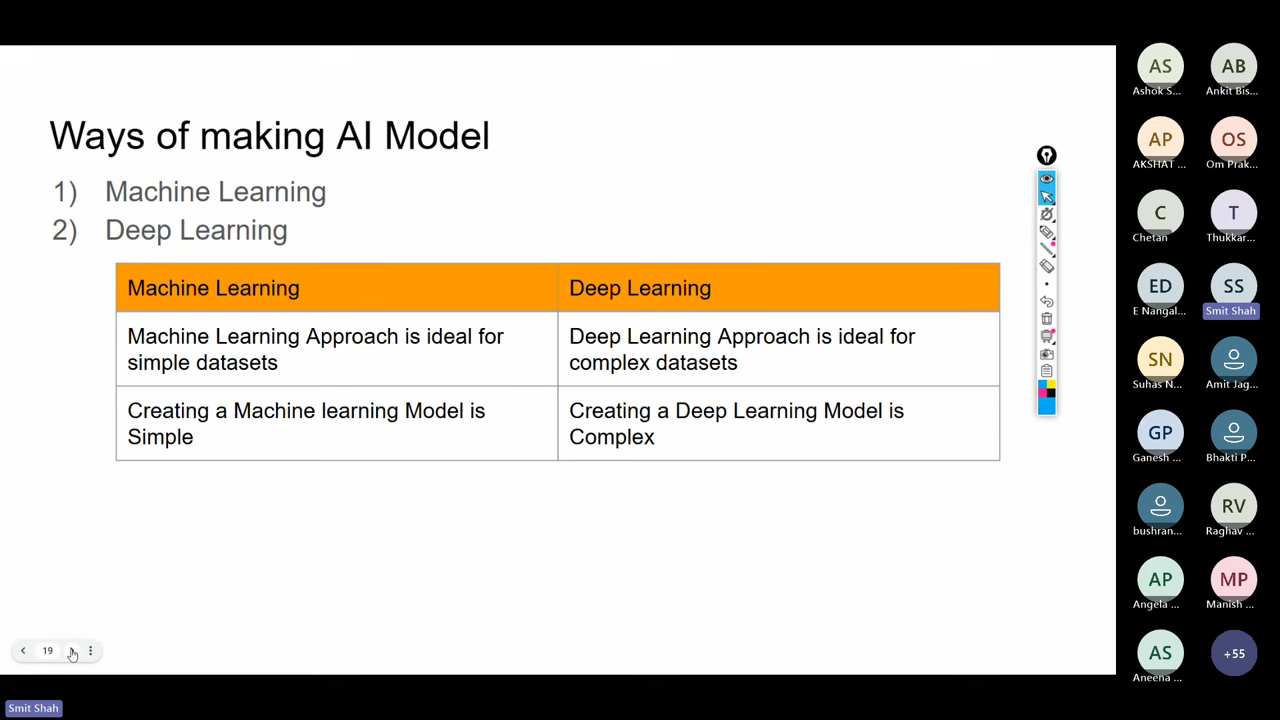 Ways of making AI Model
1) Machine Learning
2) Deep Learning
Machine Learning
Deep Learning
Machine Learning Approach is ideal for
simple datasets
Deep Learning Approach is ideal for
complex datasets
Creating a Machine learning Model is
Simple
Creating a Deep Learning Model is
Complex
19
Smit Shah
AS
Ashok S...
AB
Ankit Bis...
AP
AKSHAT ...
OS
Om Prak...
C
Chetan
T
Thukkar...
ED
E Nangal...
SS
Smit Shah
SN
Suhas N...
Amit Jag...
GP
Ganesh ...
Bhakti P...
bushran...
RV
Raghav ...
AP
Angela ...
MP
Manish ...
AS
Aneena ...
+55